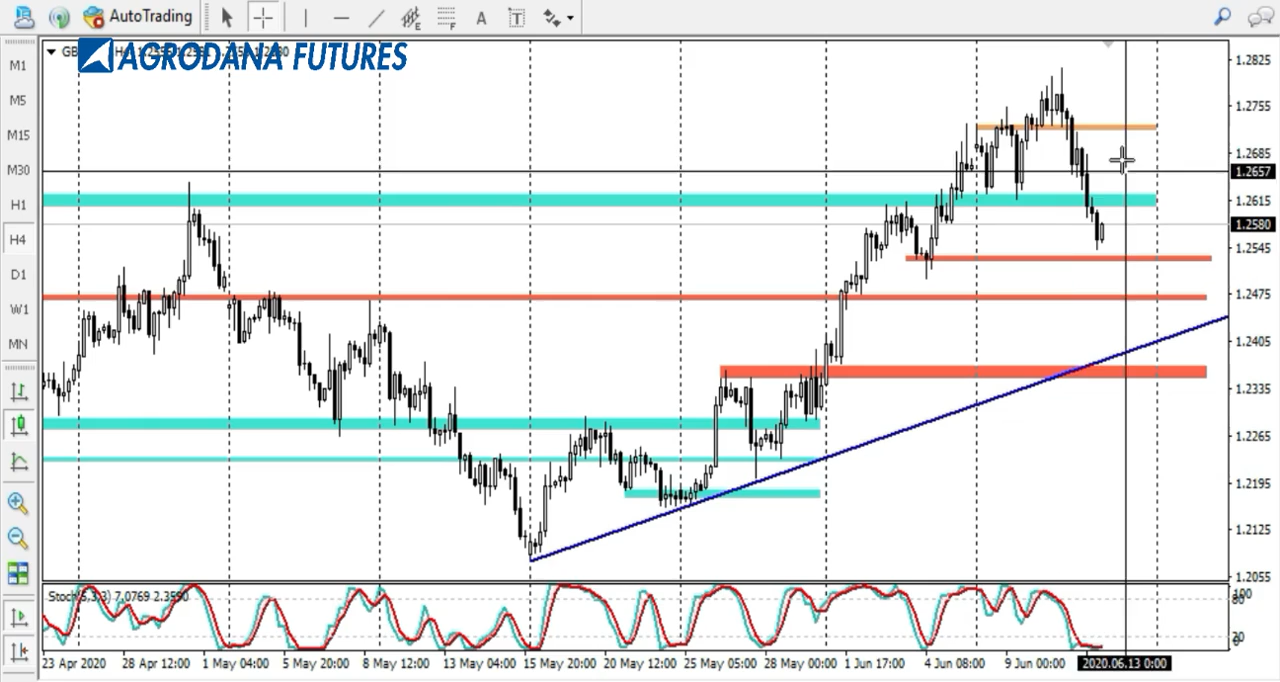 AutoTrading
E
F
A
T
M1
M5
M15
M30
H1
H4
D1
W1
MN
AGRODANA FUTURES
1.2825
1.2755
1.2685
1.2657
1.2615
1.2580
1.2545
1.2475
1.2405
1.2335
1.2265
1.2195
1.2125
1.2055
Stoch(5,3,3) 7.0769 2.3590
100
80
20
0
23 Apr 2020
28 Apr 12:00
1 May 04:00
5 May 20:00
8 May 12:00
13 May 04:00
15 May 20:00
20 May 12:00
25 May 05:00
28 May 00:00
1 Jun 17:00
4 Jun 08:00
9 Jun 00:00
2020.06.13 0:00